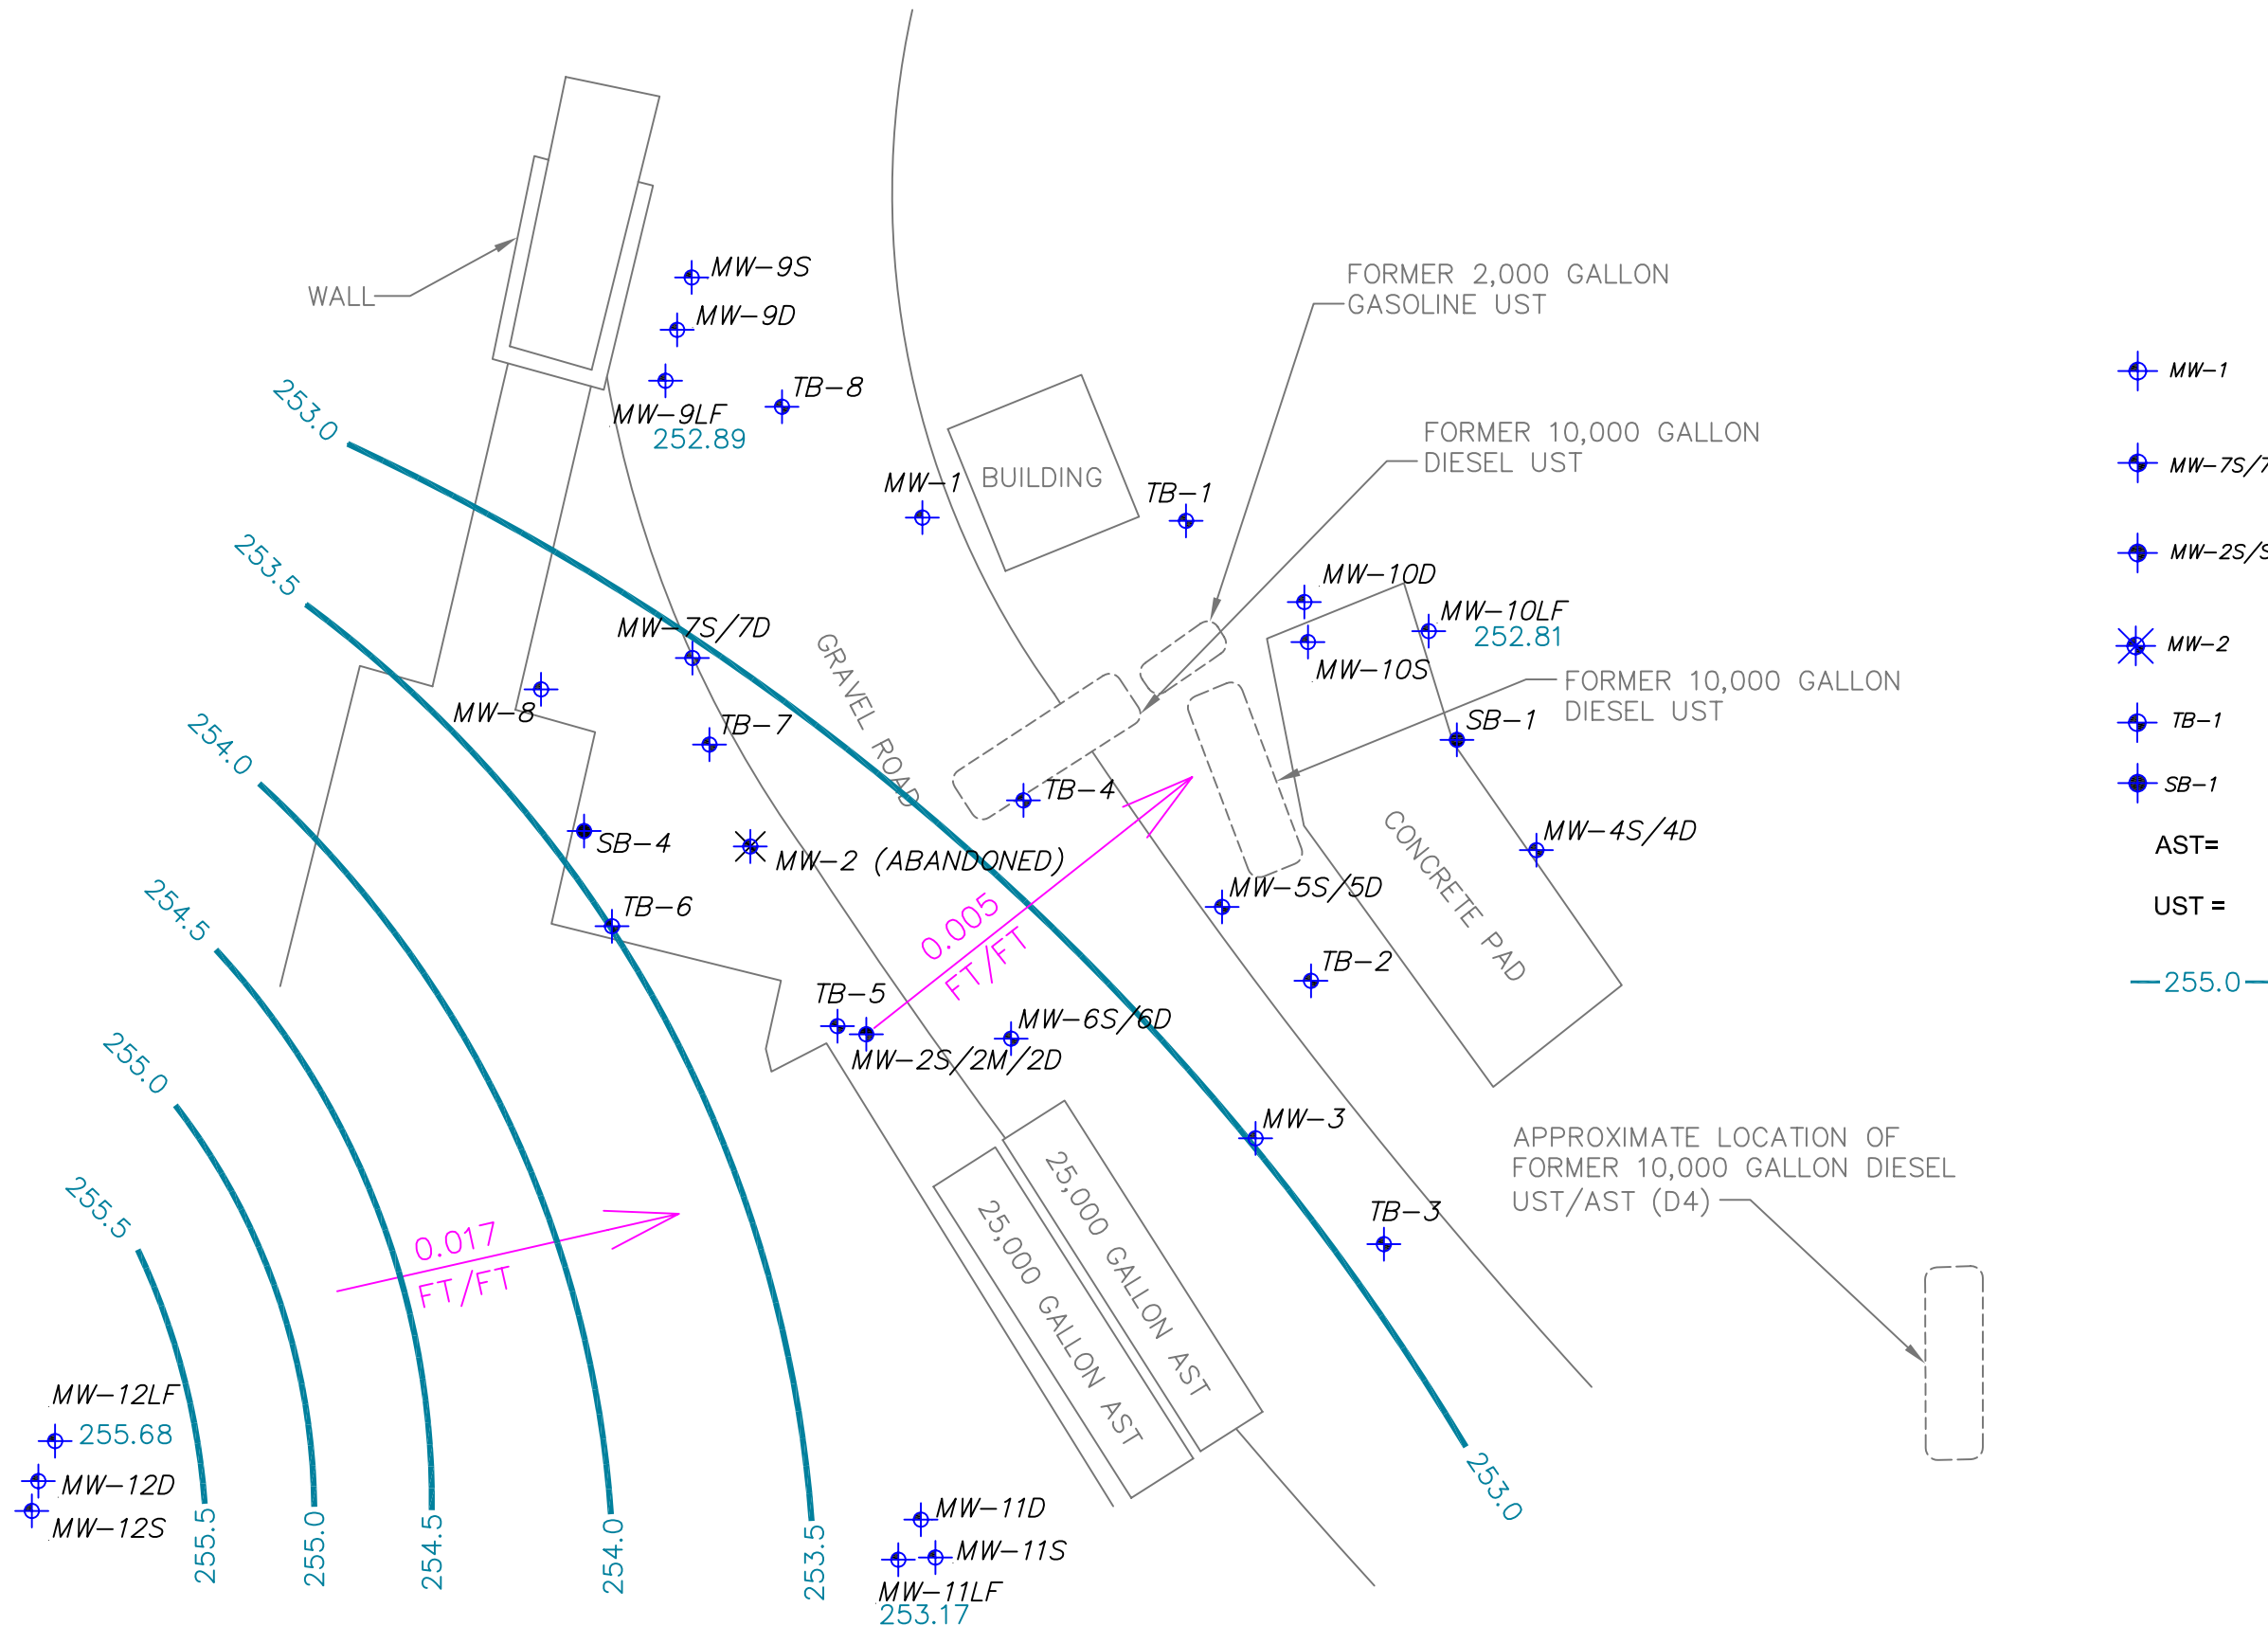 MW-9S
FORMER 2,000 GALLON
GASOLINE UST
WALL
MW-9D
MW-1
TB-8
253.0
MW-9LF
252.89
FORMER 10,000 GALLON
DIESEL UST
MW-7S/7
MW-1
BUILDING
TB-1
253.5
MW-2S/S
MW-10D
MW-10LF
252.81
MW-7S/7D
MW-2
MW-10S
FORMER 10,000 GALLON
DIESEL UST
GRAVEL ROAD
MW-8
TB-7
SB-1
TB-1
254.0
TB-4
SB-1
SB-4
MW-2 (ABANDONED)
MW-4S/4D
AST=
CONCRETE PAD
MW-5S/5D
254.5
TB-6
UST =
0.005
FT/FT
TB-2
255.0
TB-5
MW-6S/6D
255.0
MW-2S/2M/2D
MW-3
APPROXIMATE LOCATION OF
FORMER 10,000 GALLON DIESEL
UST/AST (D4)
255.5
25,000 GALLON AST
25,000 GALLON AST
TB-3
0.017
FT/FT
MW-12LF
255.68
MW-12D
MW-12S
253.0
MW-11D
255.5
255.0
254.5
254.0
253.5
MW-11S
MW-11LF
253.17